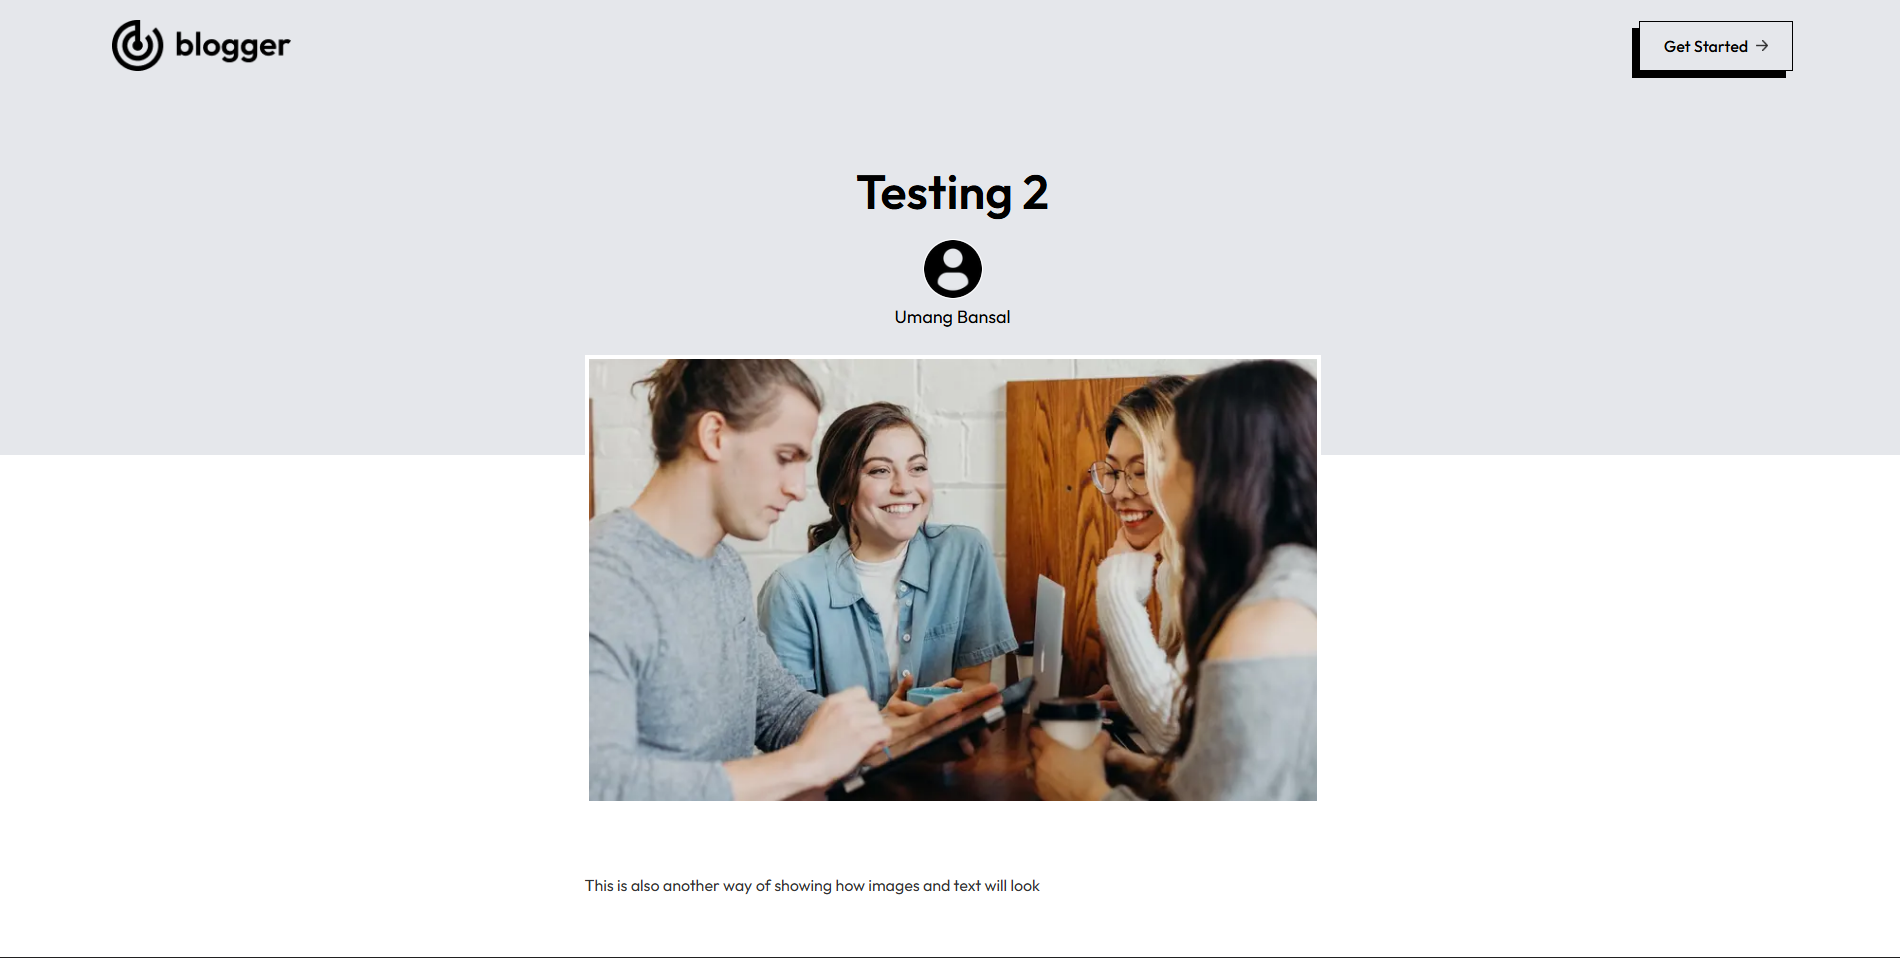 blogger
Get Started →
Testing 2
Umang Bansal
This is also another way of showing how images and text will look